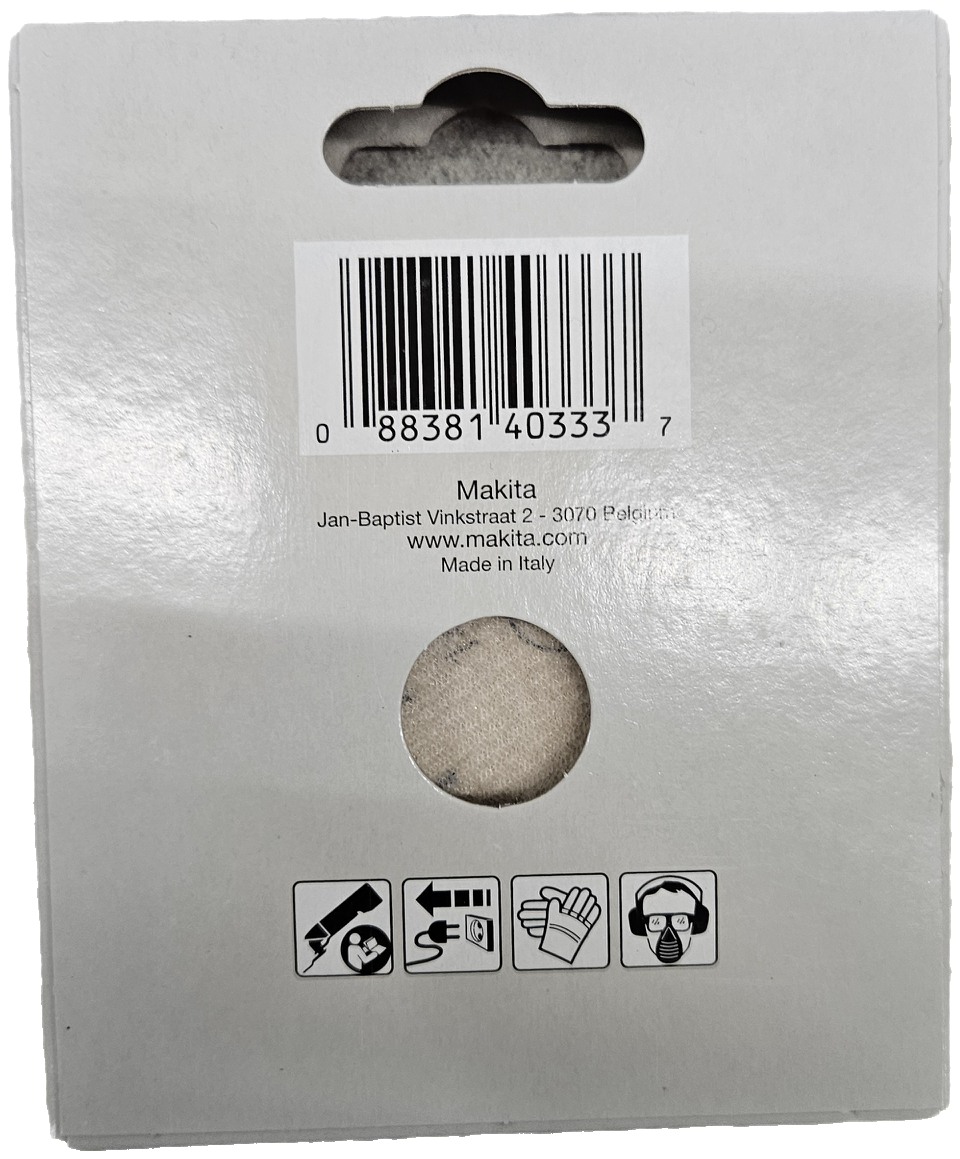 0 88381 40333 7
Makita
Jan-Baptist Vinkstraat 2 - 3070 Belgium
www.makita.com
Made in Italy